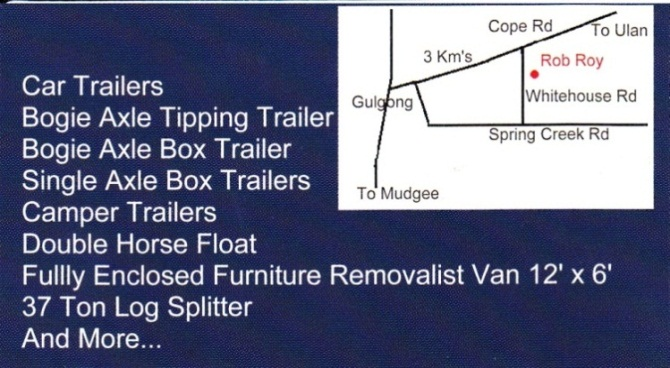 Car Trailers
Bogie Axle Tipping Trailer
Bogie Axle Box Trailer
Single Axle Box Trailers
Camper Trailers
Double Horse Float
Fullly Enclosed Furniture Removalist Van 12' x 6'
37 Ton Log Splitter
And More...
Cope Rd
To Ulan
3 Km's
Rob Roy
Gulgong
Whitehouse Rd
Spring Creek Rd
To Mudgee